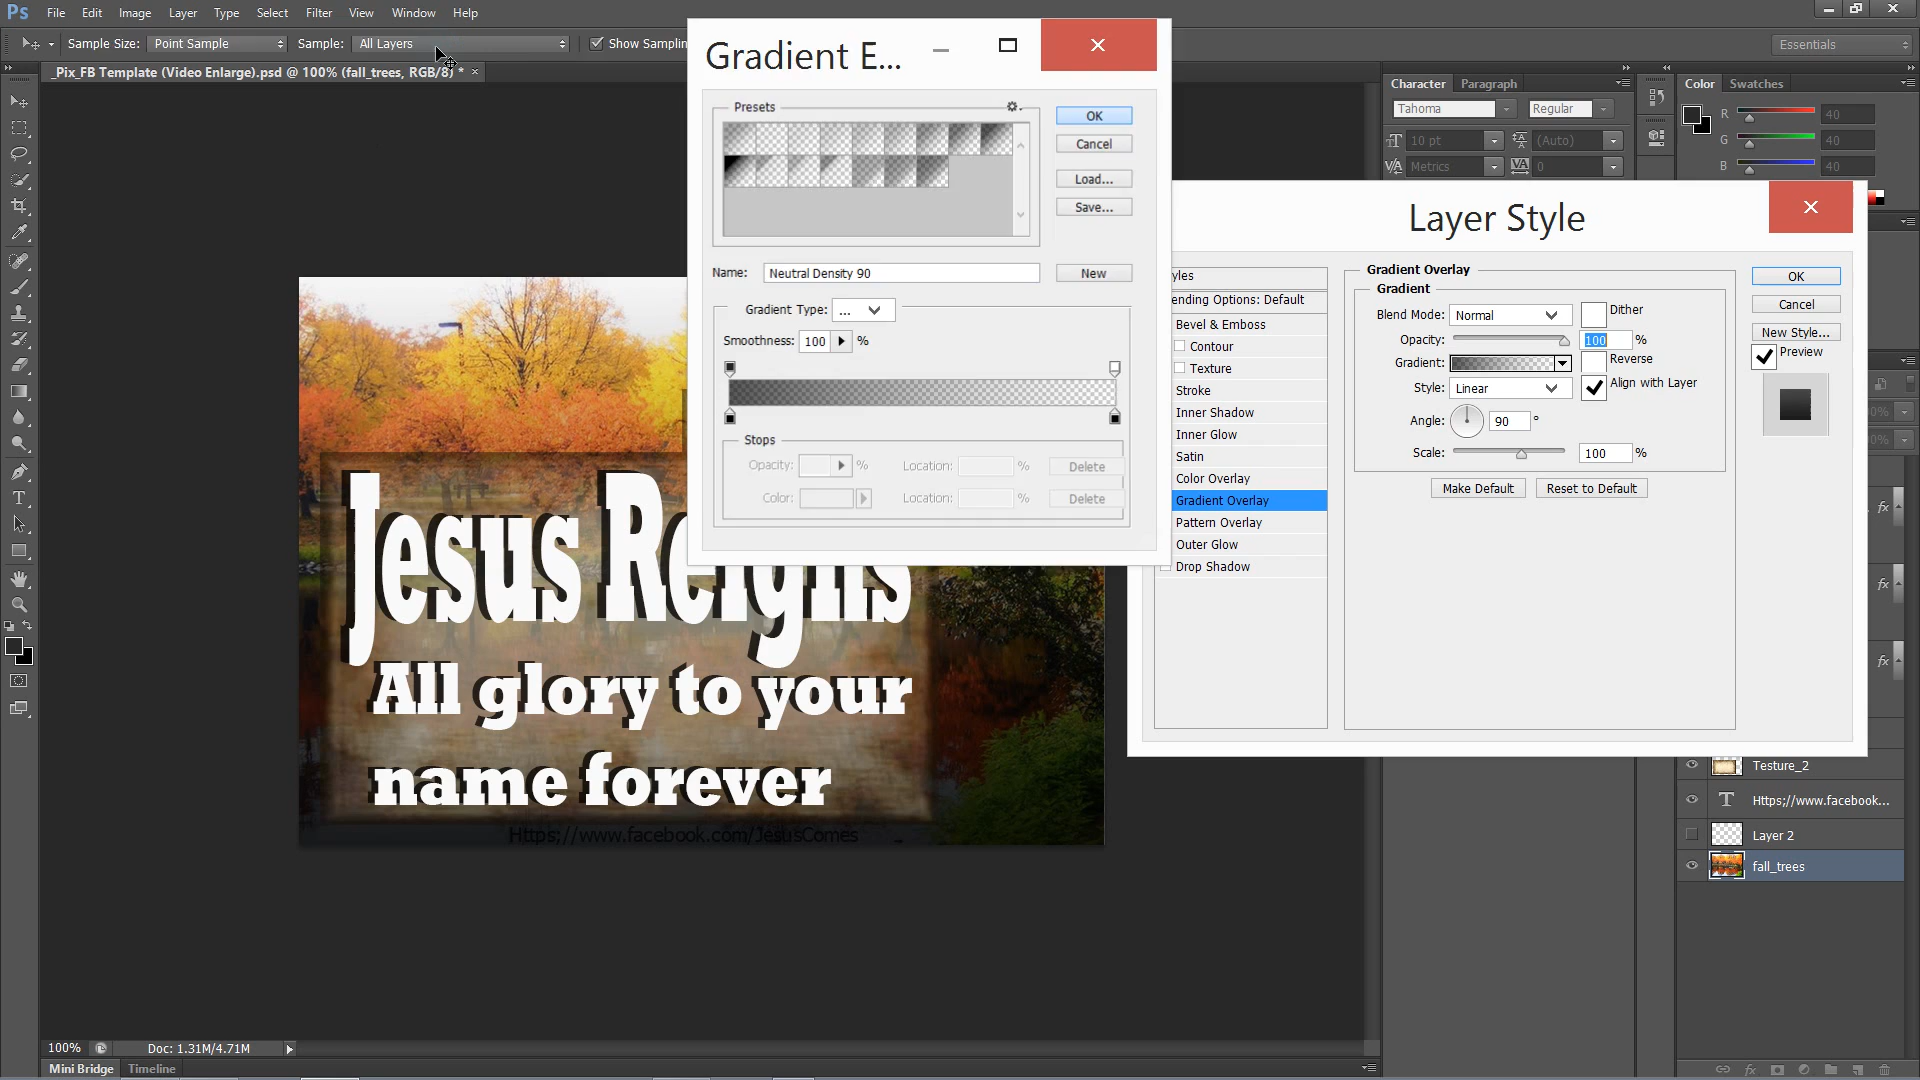 Ps File Edit Image Layer Type Select Filter View Window Help
Sample Size: Point Sample Sample: All Layers Show Samplin
Essentials
_Pix_FB Template (Video Enlarge).psd @ 100% (fall_trees, RGB/8) * ×
Gradient E...
Presets
OK
Cancel
Load...
Save...
Name: Neutral Density 90 New
Gradient Type: ...
Smoothness: 100 %
Stops
Opacity: % Location: % Delete
Color: Location: % Delete
Character Paragraph
Tahoma Regular
10 pt (Auto)
Metrics 0
Color Swatches
R 40
G 40
B 40
Layer Style
yles
ending Options: Default
Bevel & Emboss
Contour
Texture
Stroke
Inner Shadow
Inner Glow
Satin
Color Overlay
Gradient Overlay
Pattern Overlay
Outer Glow
Drop Shadow
Gradient Overlay
Gradient
Blend Mode: Normal Dither
Opacity: 100 %
Gradient: Reverse
Style: Linear Align with Layer
Angle: 90 °
Scale: 100 %
Make Default Reset to Default
OK
Cancel
New Style...
Preview
Jesus Reigns
All glory to your
name forever
Https;//www.facebook.com/JesusComes
0%
0%
fx
fx
fx
Testure_2
T Https;//www.facebook...
Layer 2
fall_trees
100% Doc: 1.31M/4.71M
Mini Bridge Timeline
fx